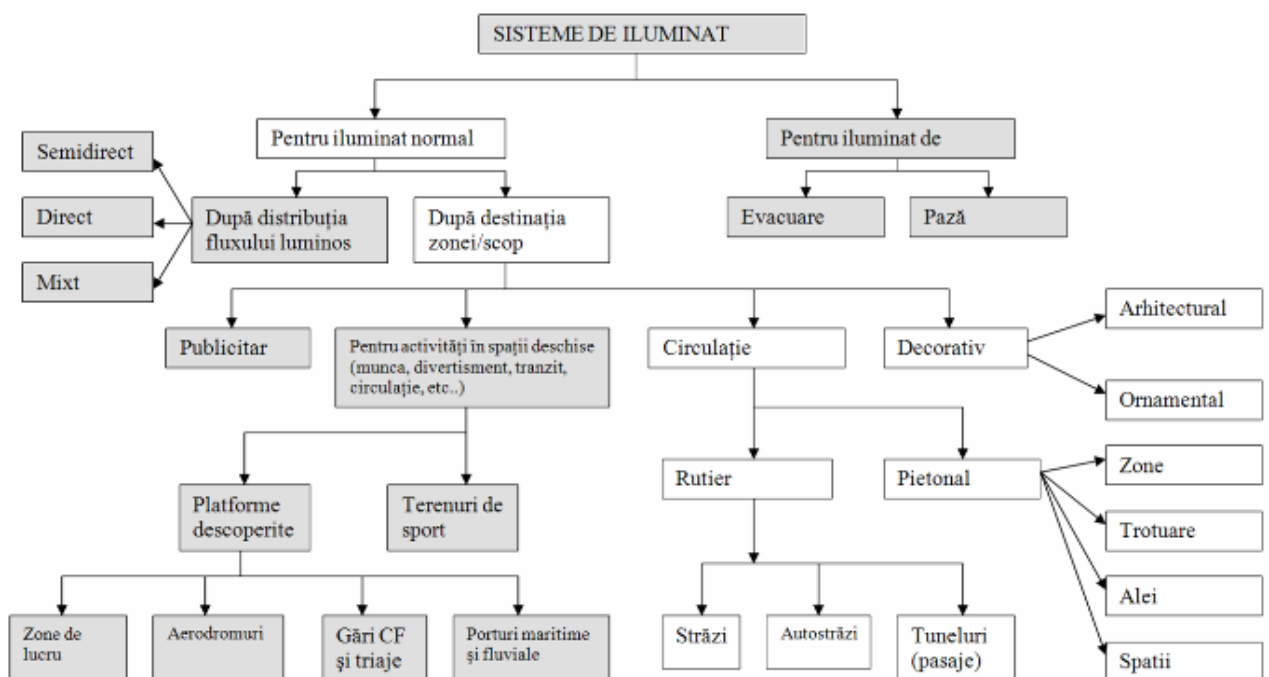 SISTEME DE ILUMINAT
Pentru iluminat normal
Pentru iluminat de
Semidirect
Direct
Mixt
După distribuția
fluxului luminos
După destinația
zonei/scop
Evacuare
Pază
Publicitar
Pentru activități în spații deschise
(munca, divertisment, tranzit,
circulație, etc..)
Circulație
Decorativ
Arhitectural
Ornamental
Platforme
descoperite
Terenuri de
sport
Rutier
Pietonal
Zone
Trotuare
Alei
Spatii
Zone de
lucru
Aerodromuri
Gări CF
și triaje
Porturi maritime
și fluviale
Străzi
Autostrăzi
Tuneluri
(pasaje)